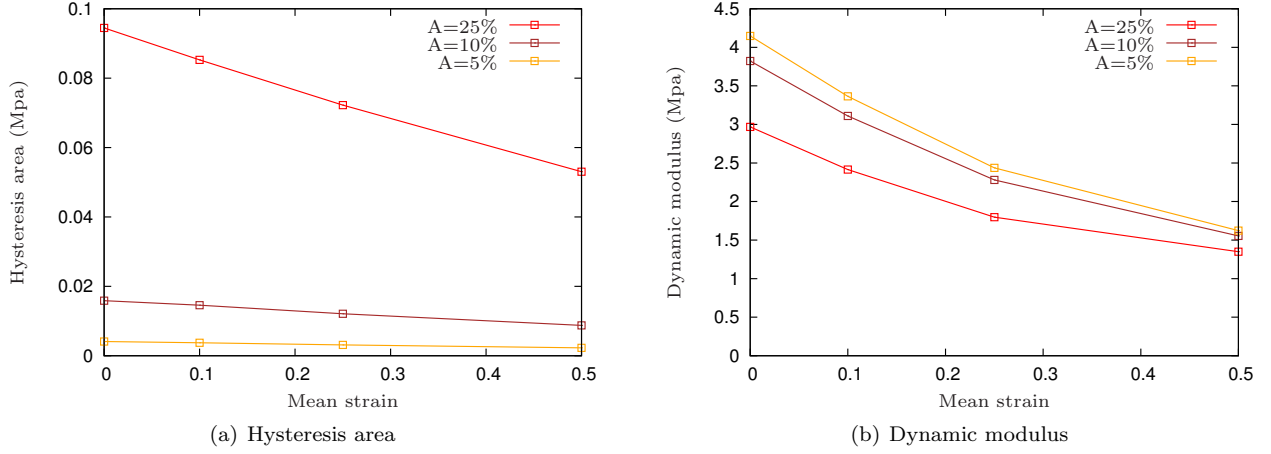 Hysteresis area (Mpa)
0.1
0.08
0.06
0.04
0.02
0
A=25%
A=10%
A=5%
0 0.1 0.2 0.3 0.4 0.5
Mean strain
(a) Hysteresis area
Dynamic modulus (Mpa)
4.5
4
3.5
3
2.5
2
1.5
1
0.5
0
A=25%
A=10%
A=5%
0 0.1 0.2 0.3 0.4 0.5
Mean strain
(b) Dynamic modulus